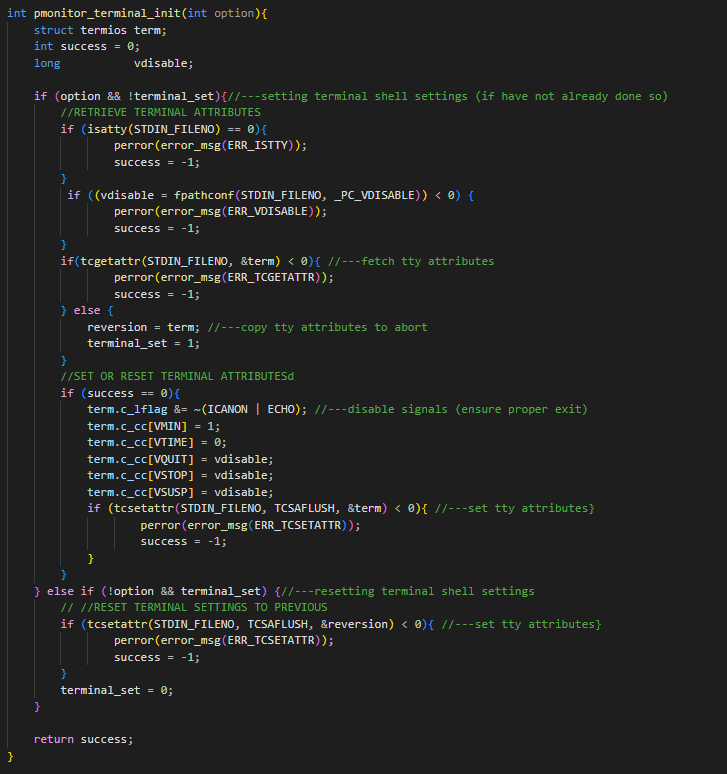 int pmonitor_terminal_init(int option){
    struct termios term;
    int success = 0;
    long           vdisable;

    if (option && !terminal_set){//---setting terminal shell settings (if have not already done so)
        //RETRIEVE TERMINAL ATTRIBUTES
        if (isatty(STDIN_FILENO) == 0){
                perror(error_msg(ERR_ISTTY));
                success = -1;
        }
         if ((vdisable = fpathconf(STDIN_FILENO, _PC_VDISABLE)) < 0) {
                perror(error_msg(ERR_VDISABLE));
                success = -1;
        }
        if(tcgetattr(STDIN_FILENO, &term) < 0){ //---fetch tty attributes
                perror(error_msg(ERR_TCGETATTR));
                success = -1;
        } else {
            reversion = term; //---copy tty attributes to abort
            terminal_set = 1;
        }
        //SET OR RESET TERMINAL ATTRIBUTESd
        if (success == 0){
            term.c_lflag &= ~(ICANON | ECHO); //---disable signals (ensure proper exit)
            term.c_cc[VMIN] = 1;
            term.c_cc[VTIME] = 0;
            term.c_cc[VQUIT] = vdisable;
            term.c_cc[VSTOP] = vdisable;
            term.c_cc[VSUSP] = vdisable;
            if (tcsetattr(STDIN_FILENO, TCSAFLUSH, &term) < 0){ //---set tty attributes}
                    perror(error_msg(ERR_TCSETATTR));
                    success = -1;
            }
        }
    } else if (!option && terminal_set) {//---resetting terminal shell settings
        // //RESET TERMINAL SETTINGS TO PREVIOUS
        if (tcsetattr(STDIN_FILENO, TCSAFLUSH, &reversion) < 0){ //---set tty attributes}
                perror(error_msg(ERR_TCSETATTR));
                success = -1;
        }
        terminal_set = 0;
    }

    return success;
}